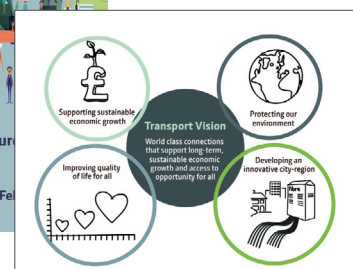 Supporting sustainable
economic growth
Protecting our
environment
Transport Vision
World class connections
that support long-term,
sustainable economic
growth and access to
opportunity for all
Improving quality
of life for all
Developing an
innovative city-region
Fibre